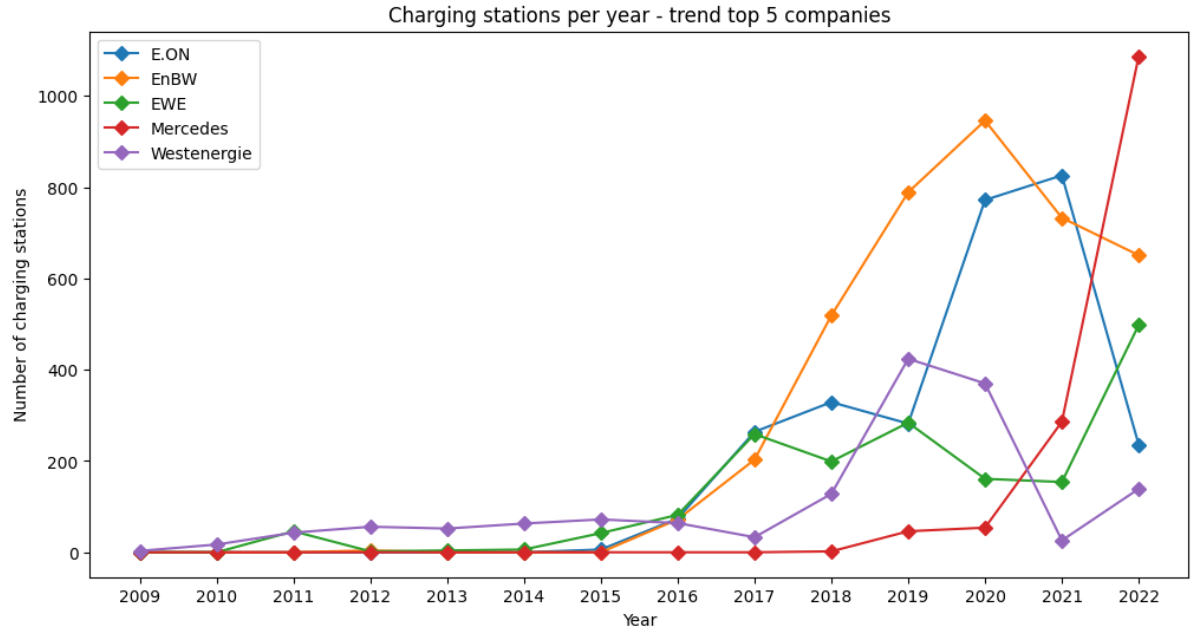 Charging stations per year - trend top 5 companies
E.ON
EnBW
EWE
Mercedes
Westenergie
Number of charging stations
1000
800
600
400
200
0
2009 2010 2011 2012 2013 2014 2015 2016 2017 2018 2019 2020 2021 2022
Year